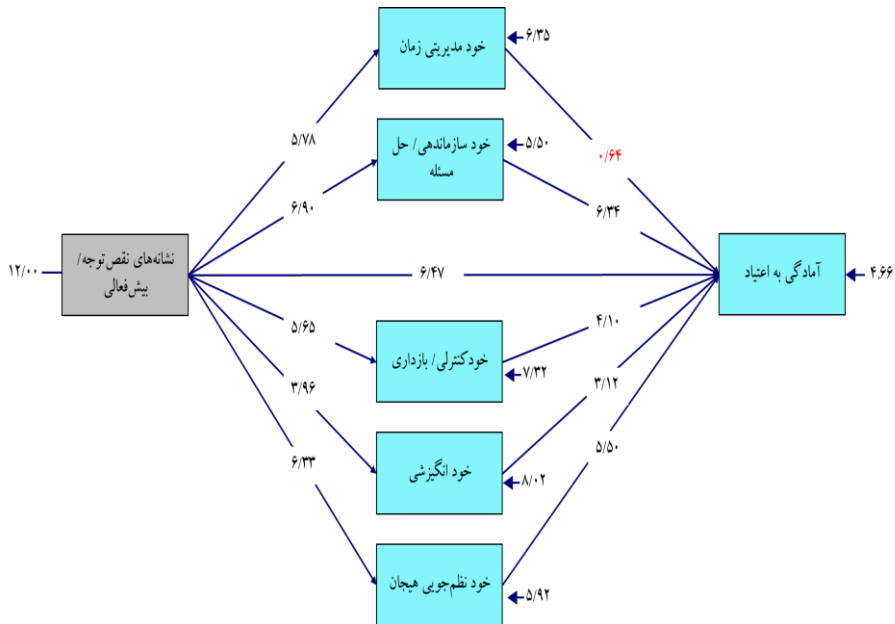 خود مدیریتی زمان
۶/۳۵
۵/۷۸
خود سازماندهی/ حل
مسئله
۵/۵۰
۰/۶۴
۶/۹۰
۶/۳۴
نشانه‌های نقص‌توجه/
بیش‌فعالی
۱۲/۰۰
۶/۴۷
آمادگی به اعتیاد
۴,۶۶
۵/۶۵
۴/۱۰
خودکنترلی/ بازداری
۷/۳۲
۳/۹۶
۳/۱۲
۶/۳۳
خود انگیزشی
۸/۰۲
۵/۵۰
خود نظم‌جویی هیجان
۵/۹۲